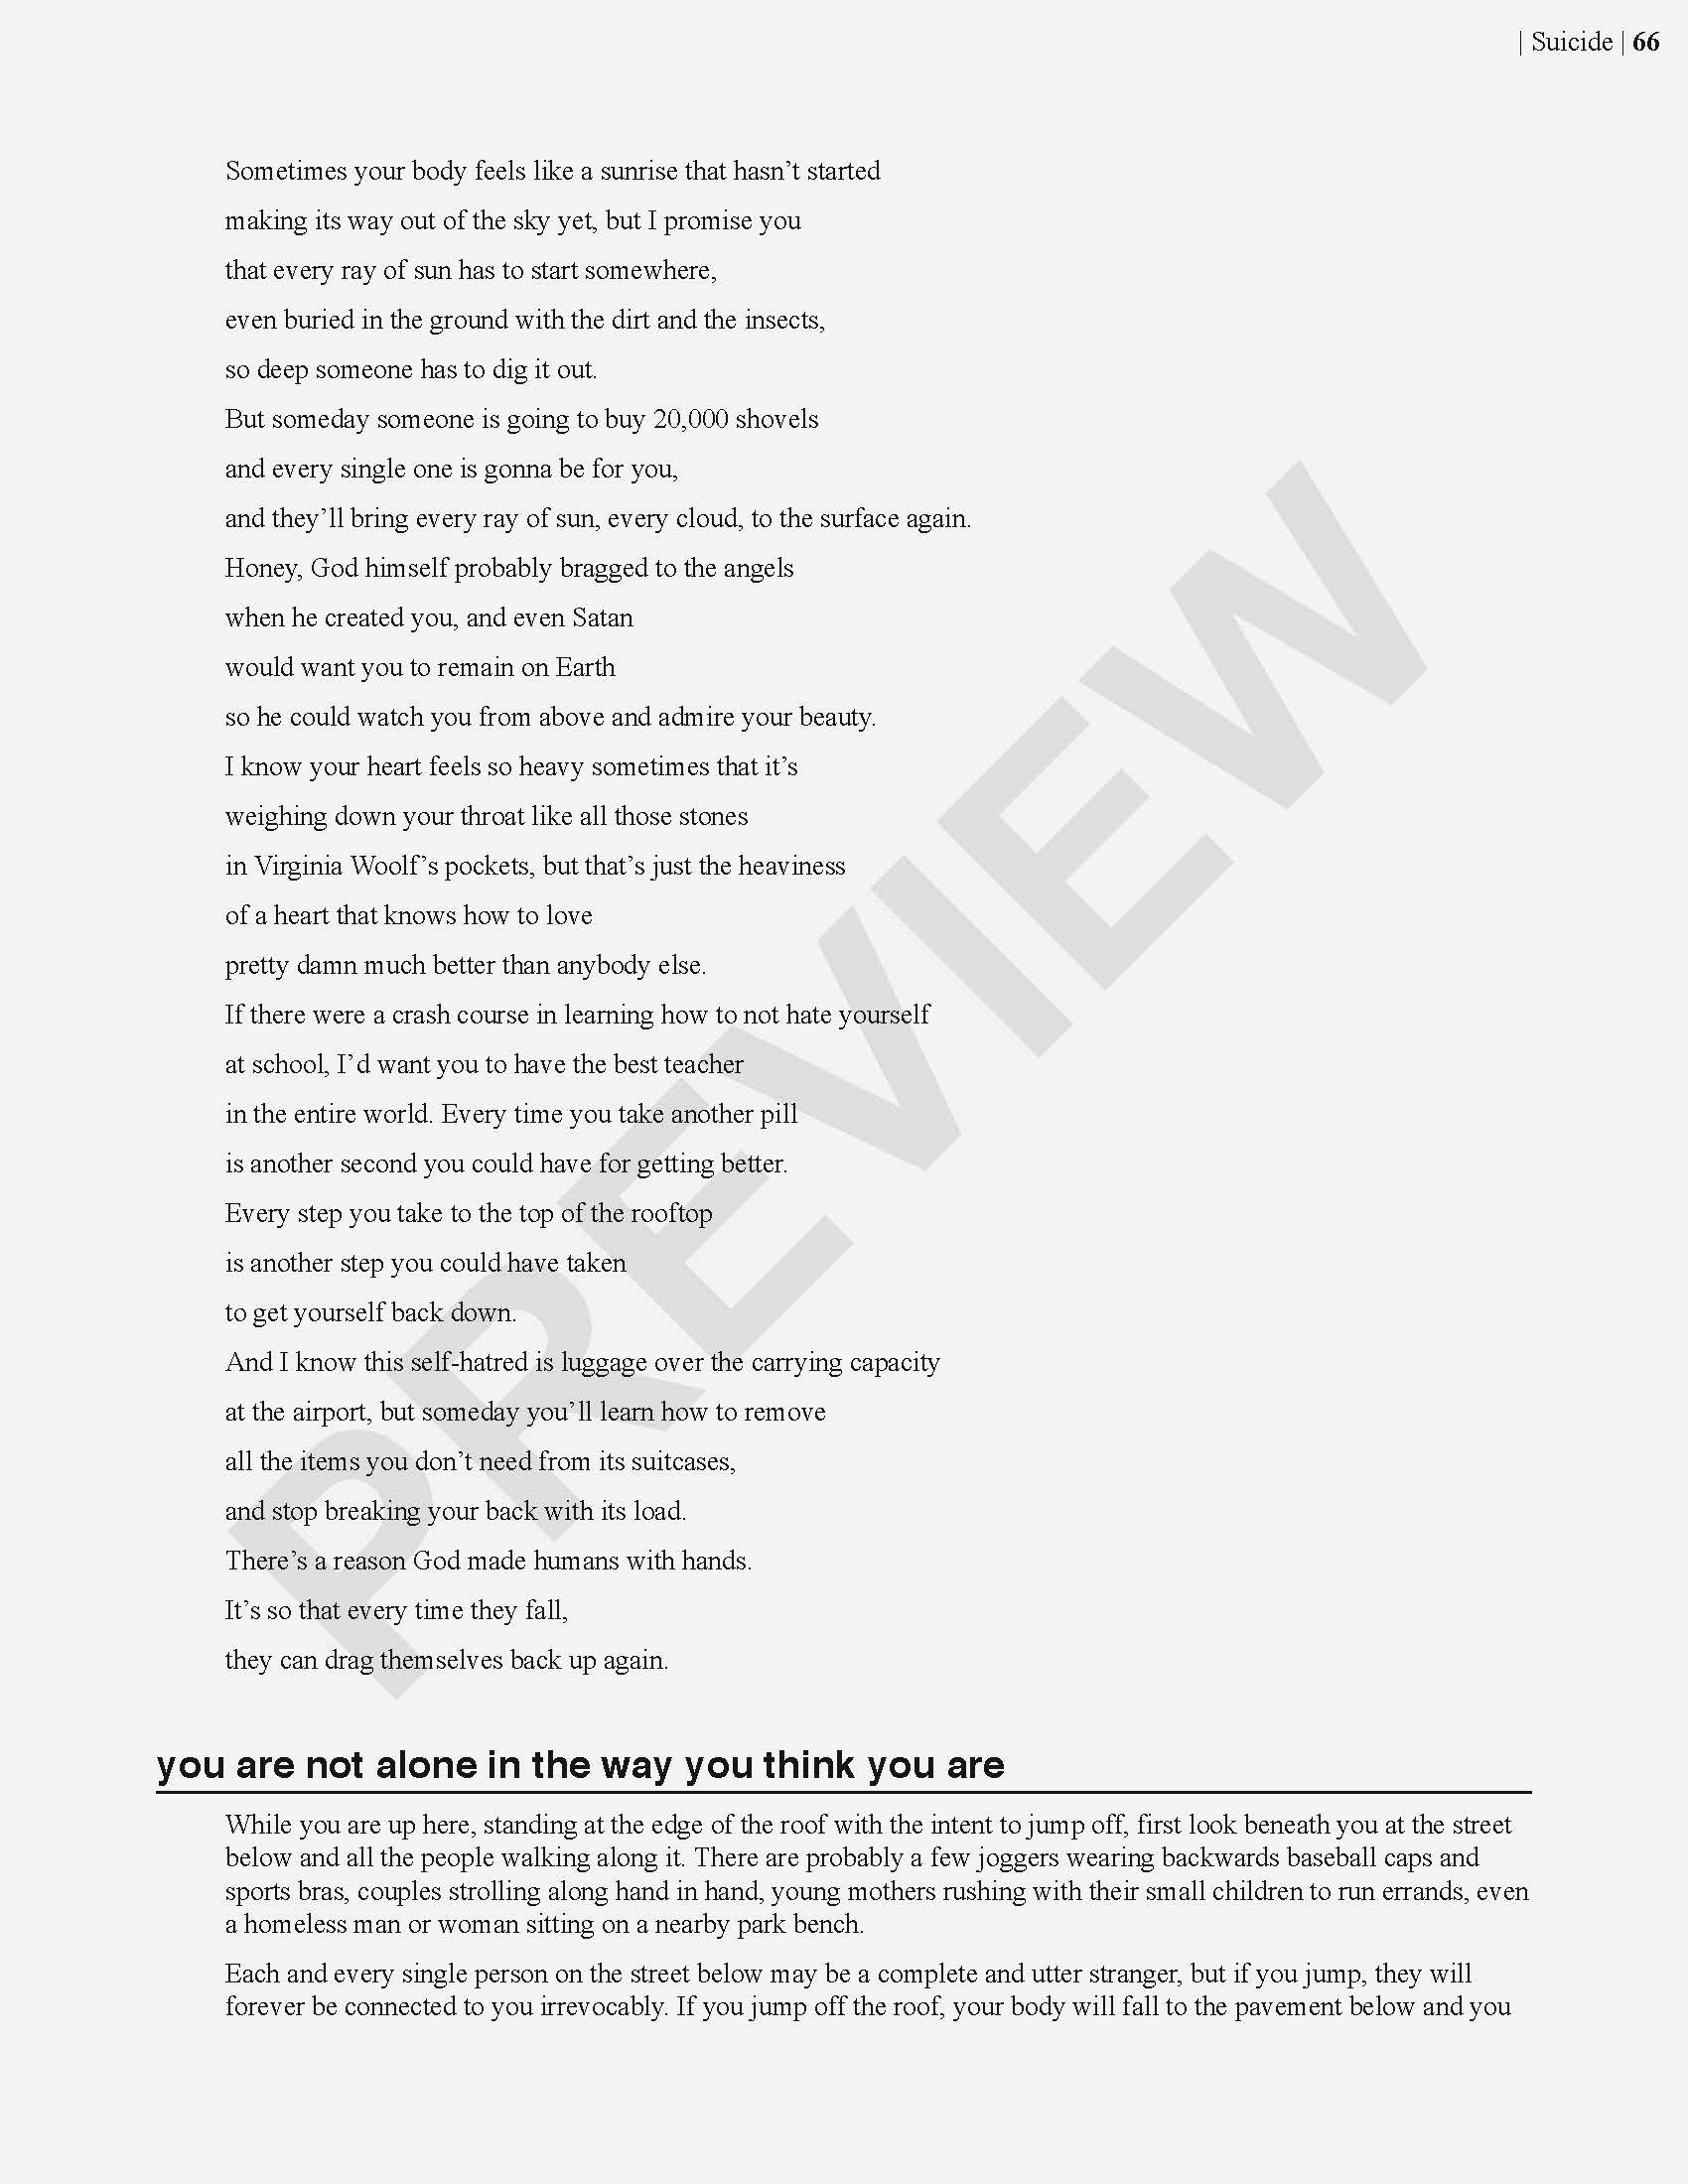 | Suicide | 66
Sometimes your body feels like a sunrise that hasn’t started
making its way out of the sky yet, but I promise you
that every ray of sun has to start somewhere,
even buried in the ground with the dirt and the insects,
so deep someone has to dig it out.
But someday someone is going to buy 20,000 shovels
and every single one is gonna be for you,
and they’ll bring every ray of sun, every cloud, to the surface again.
Honey, God himself probably bragged to the angels
when he created you, and even Satan
would want you to remain on Earth
so he could watch you from above and admire your beauty.
I know your heart feels so heavy sometimes that it’s
weighing down your throat like all those stones
in Virginia Woolf’s pockets, but that’s just the heaviness
of a heart that knows how to love
pretty damn much better than anybody else.
If there were a crash course in learning how to not hate yourself
at school, I’d want you to have the best teacher
in the entire world. Every time you take another pill
is another second you could have for getting better.
Every step you take to the top of the rooftop
is another step you could have taken
to get yourself back down.
And I know this self-hatred is luggage over the carrying capacity
at the airport, but someday you’ll learn how to remove
all the items you don’t need from its suitcases,
and stop breaking your back with its load.
There’s a reason God made humans with hands.
It’s so that every time they fall,
they can drag themselves back up again.
you are not alone in the way you think you are
While you are up here, standing at the edge of the roof with the intent to jump off, first look beneath you at the street
below and all the people walking along it. There are probably a few joggers wearing backwards baseball caps and
sports bras, couples strolling along hand in hand, young mothers rushing with their small children to run errands, even
a homeless man or woman sitting on a nearby park bench.
Each and every single person on the street below may be a complete and utter stranger, but if you jump, they will
forever be connected to you irrevocably. If you jump off the roof, your body will fall to the pavement below and you
PREVIEW